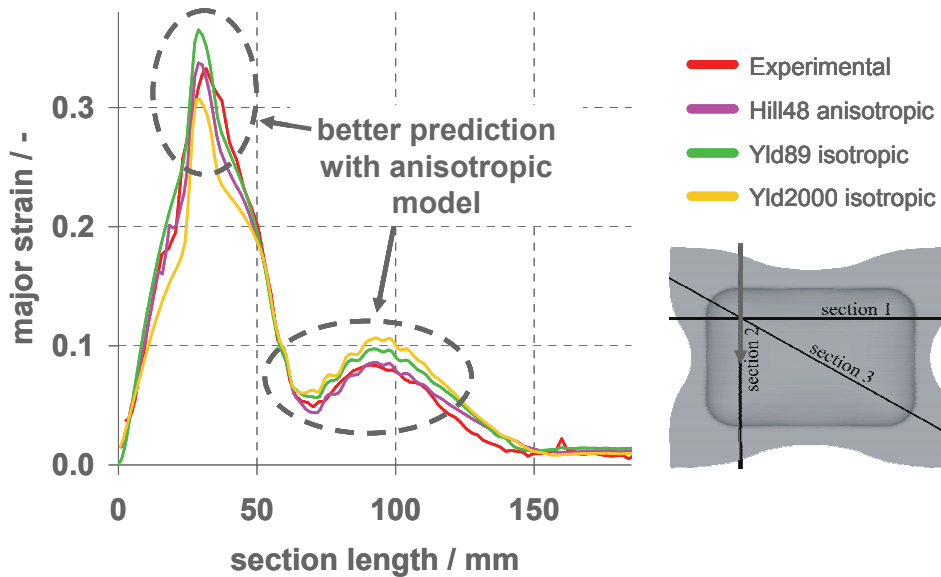 major strain / -
0.3
0.2
0.1
0.0
0
50
100
150
section length / mm
better prediction
with anisotropic
model
Experimental
Hill48 anisotropic
Yld89 isotropic
Yld2000 isotropic
section 1
section 2
section 3